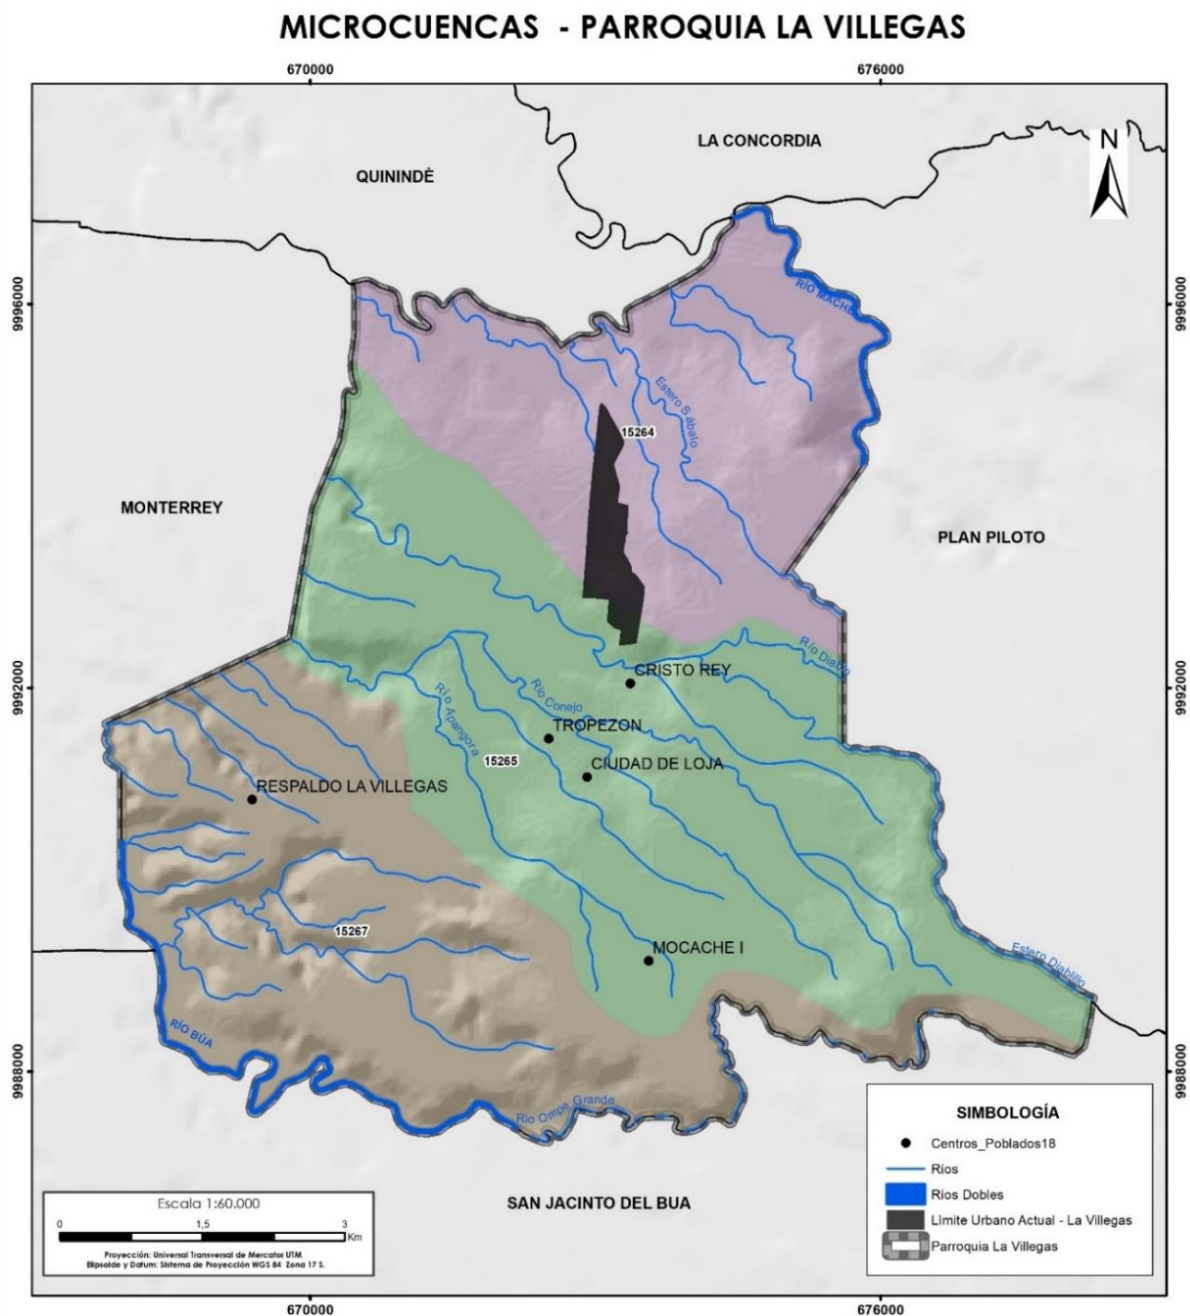 MICROCUENCAS - PARROQUIA LA VILLEGAS
670000
676000
LA CONCORDIA
N
QUININDÈ
9996000
9996000
RÍO MACHE
Estero Sábalo
15264
MONTERREY
PLAN PILOTO
Río Diablo
9992000
9992000
CRISTO REY
Río Conejo
Río Apangora
TROPEZON
15265
CIUDAD DE LOJA
RESPALDO LA VILLEGAS
15267
MOCACHE I
Estero Diablillo
RÍO BÚA
9988000
9988000
Río Ompe Grande
SIMBOLOGÍA
Centros_Poblados18
Ríos
Ríos Dobles
Límite Urbano Actual - La Villegas
Parroquia La Villegas
SAN JACINTO DEL BUA
Escala 1:60.000
0 1,5 3
Km
Proyección: Universal Transversal de Mercator UTM
Elipsoide y Datum: Sistema de Proyección WGS 84 Zona 17 S.
670000
676000